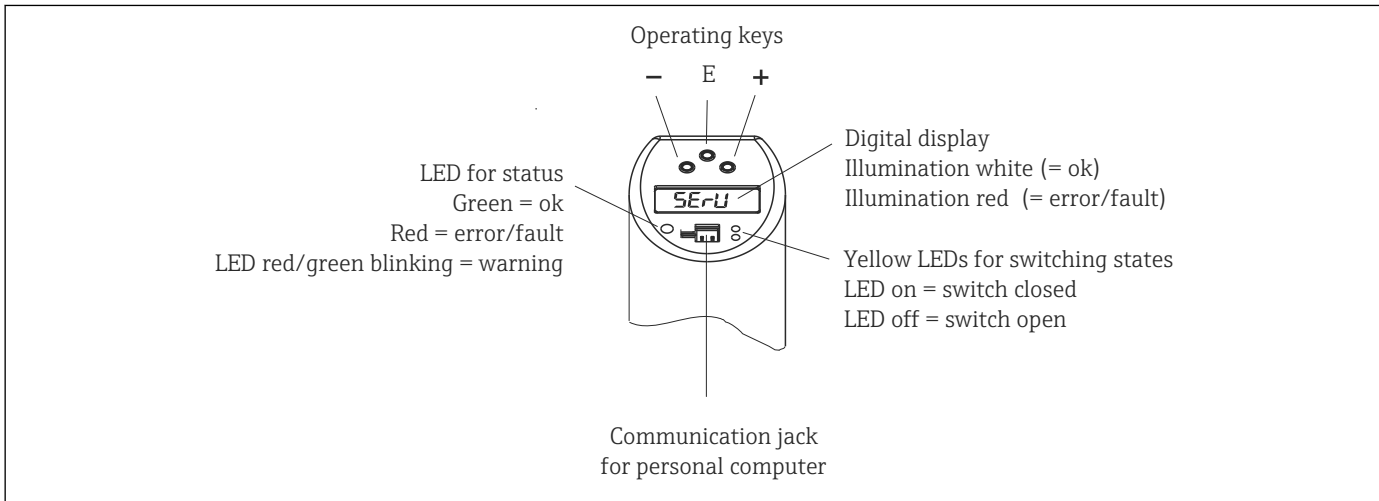 Operating keys
– E +
Digital display
Illumination white (= ok)
Illumination red (= error/fault)
LED for status
Green = ok
Red = error/fault
LED red/green blinking = warning
SErU
Yellow LEDs for switching states
LED on = switch closed
LED off = switch open
Communication jack
for personal computer